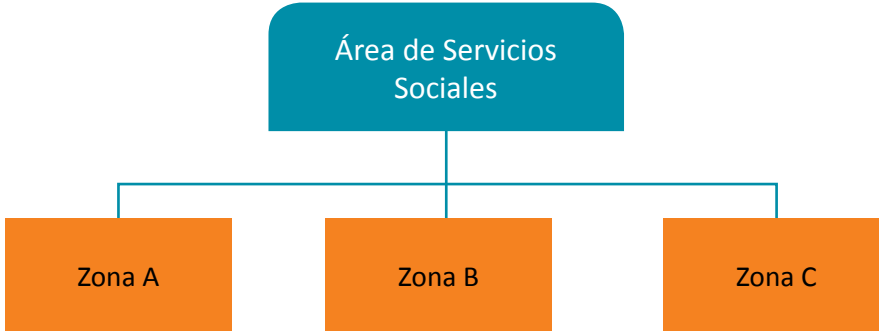 Área de Servicios
Sociales
Zona A
Zona B
Zona C